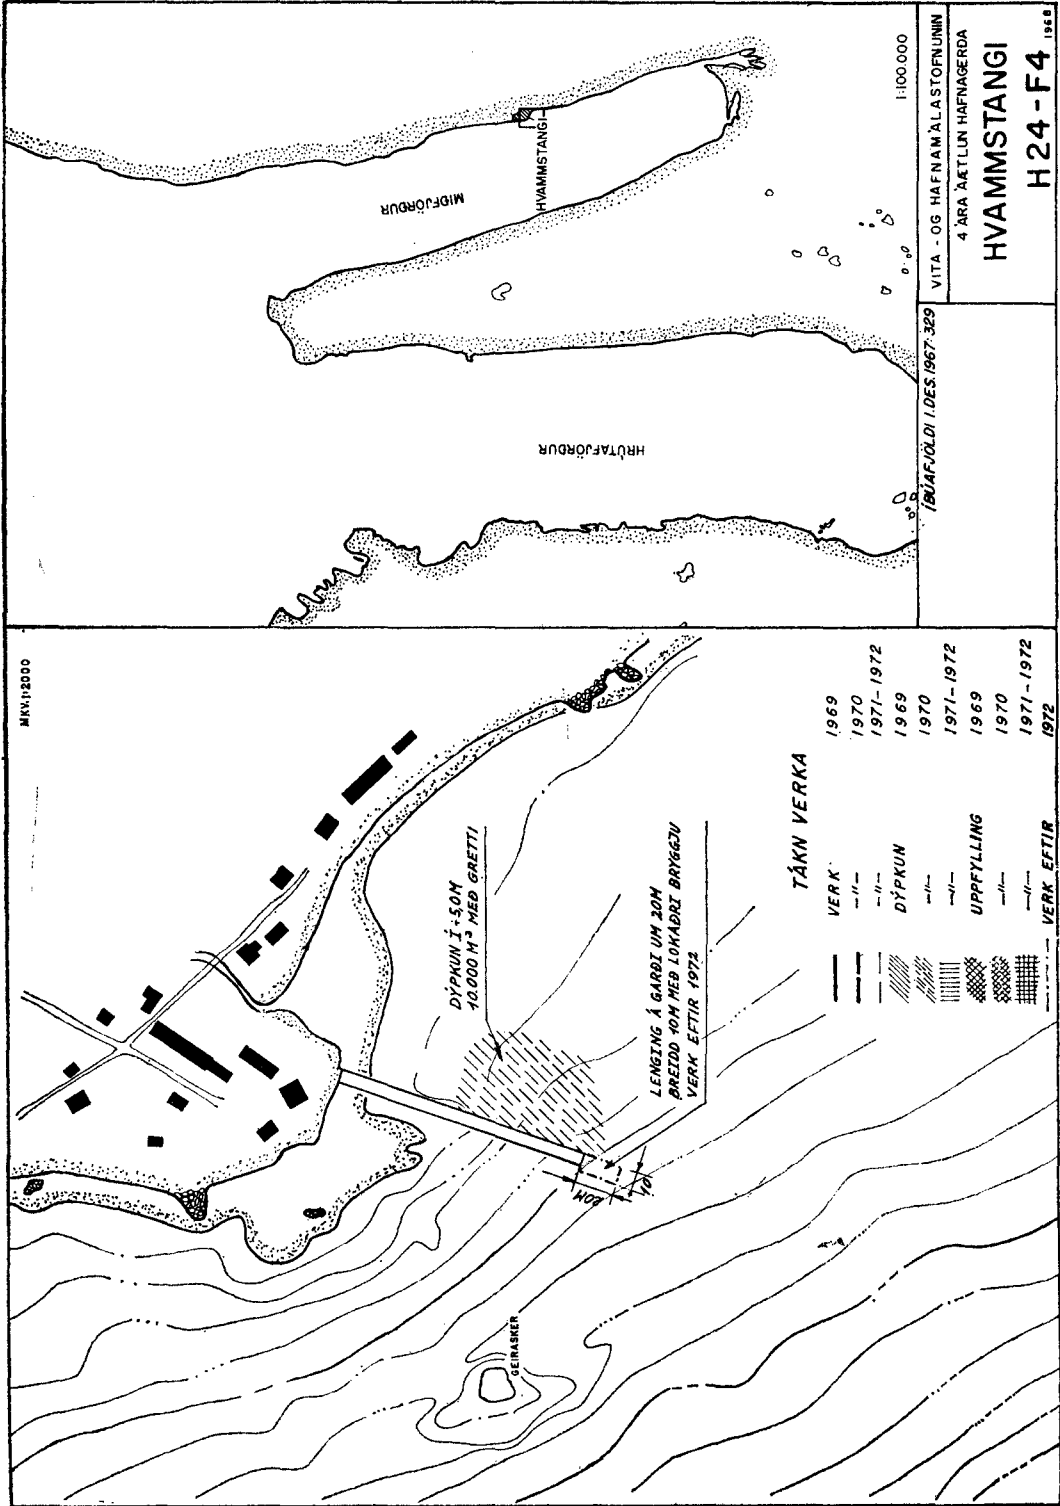 MKV. 1:2000
DÝPKUN Í -5,0M
10.000 M³ MEÐ GRETTI
LENGING Á GARÐI UM 20M
BREIDD 10M MEÐ LOKAÐRI BRYGGJU
VERK EFTIR 1972
20M
10
GEIRASKER
TÁKN VERKA
VERK 1969
-"- 1970
-"- 1971-1972
DÝPKUN 1969
-"- 1970
-"- 1971-1972
UPPFYLLING 1969
-"- 1970
-"- 1971-1972
VERK EFTIR 1972
MIÐFJÖRÐUR
HVAMMSTANGI
HRÚTAFJÖRÐUR
1:100.000
ÍBÚAFJÖLDI 1.DES.1967:329
VITA- OG HAFNAMÁLASTOFNUNIN
4 ÁRA ÁÆTLUN HAFNAGERÐA
HVAMMSTANGI
H24-F4
1968